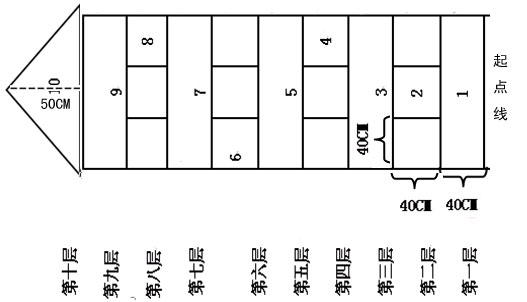 8
4
9
7
5
3
2
1
10
50CM
6
40CM
40CM
40CM
起点线
第十层
第九层
第八层
第七层
第六层
第五层
第四层
第三层
第二层
第一层